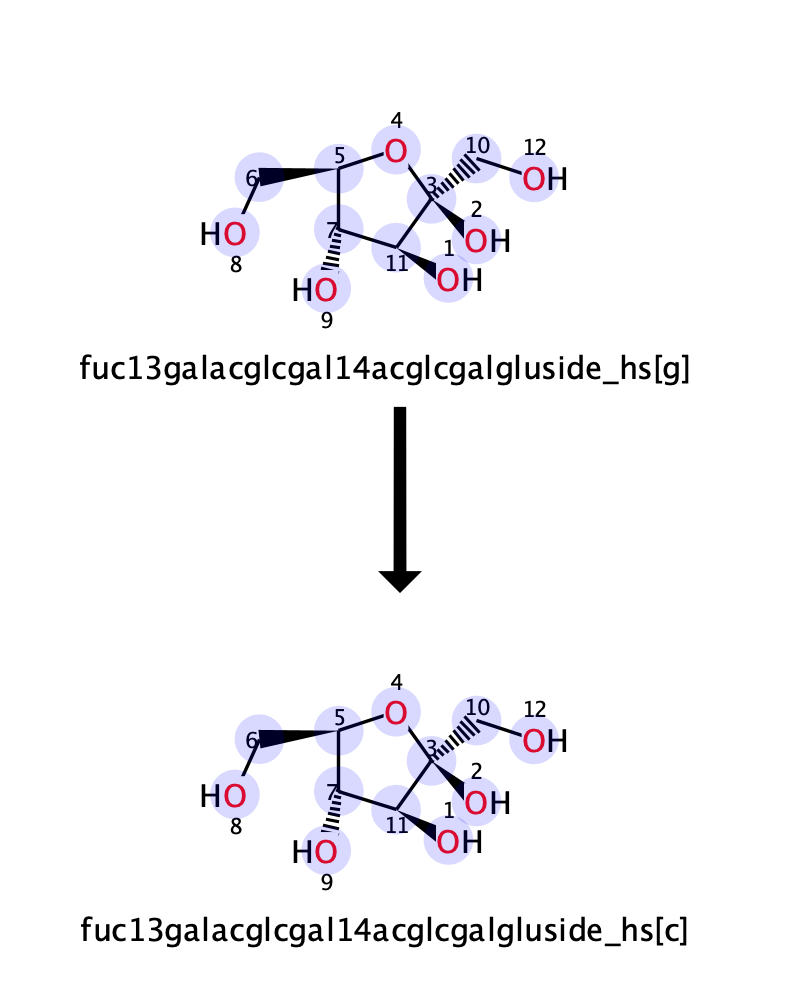 4
10 12
5
6 O OH
3
2
7 1 OH
HO 11 OH
8 HO
9
fuc13galacglcgal14acglcgalgluside_hs[g]
4
10 12
5
6 O OH
3
2
7 1 OH
HO 11 OH
8 HO
9
fuc13galacglcgal14acglcgalgluside_hs[c]